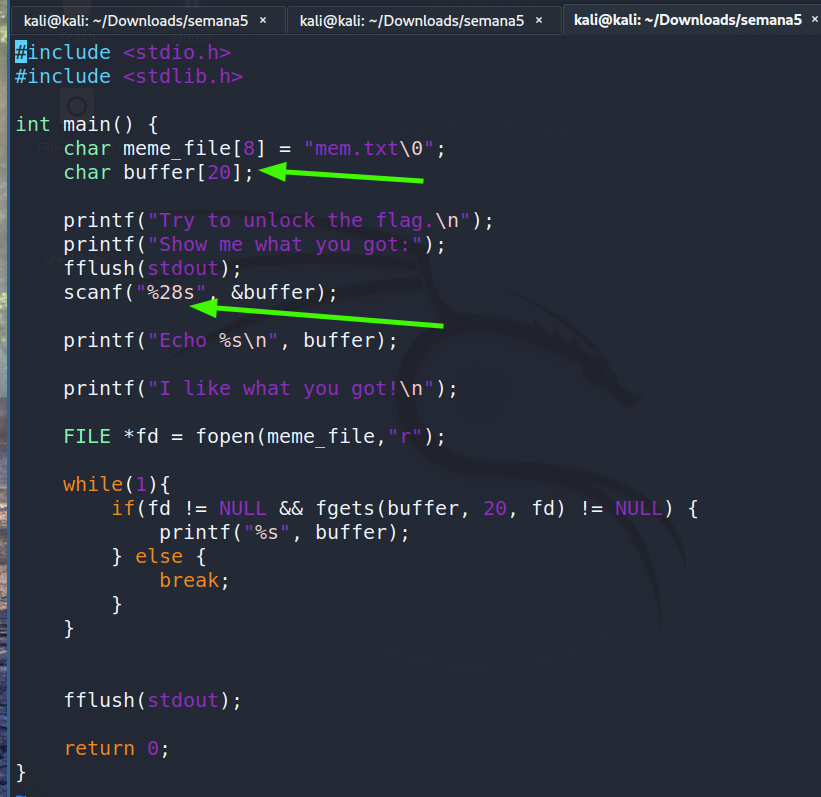 kali@kali: ~/Downloads/semana5 × kali@kali: ~/Downloads/semana5 × kali@kali: ~/Downloads/semana5 ×
#include <stdio.h>
#include <stdlib.h>
int main() {
    char meme_file[8] = "mem.txt\0";
    char buffer[20];
    printf("Try to unlock the flag.\n");
    printf("Show me what you got:");
    fflush(stdout);
    scanf("%28s", &buffer);
    printf("Echo %s\n", buffer);
    printf("I like what you got!\n");
    FILE *fd = fopen(meme_file,"r");
    while(1){
        if(fd != NULL && fgets(buffer, 20, fd) != NULL) {
            printf("%s", buffer);
        } else {
            break;
        }
    }
    fflush(stdout);
    return 0;
}